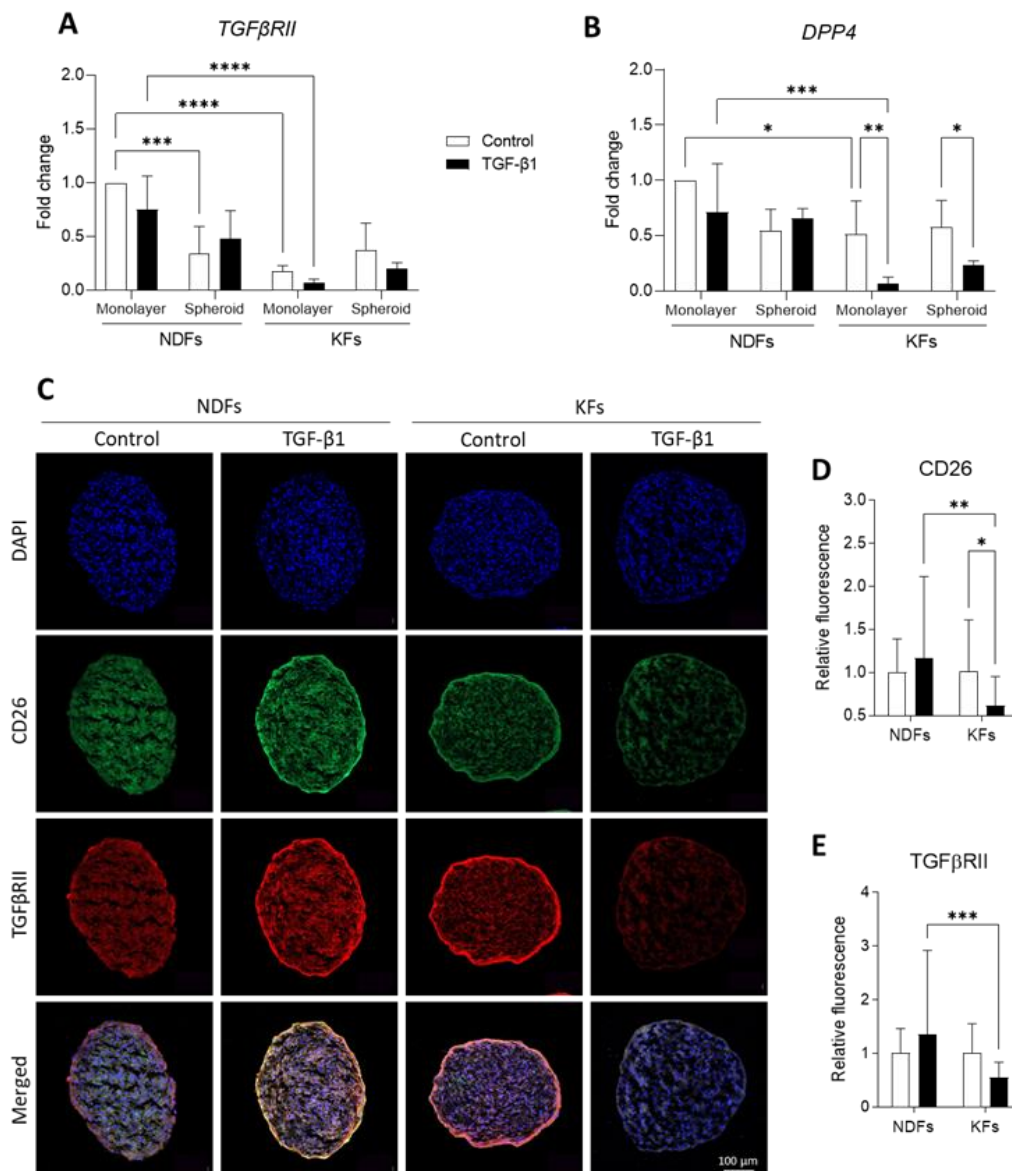 A
TGFβRII
Fold change
2.0
1.5
1.0
0.5
0.0
****
****
***
Monolayer Spheroid Monolayer Spheroid
NDFs KFs
Control
TGF-β1
B
DPP4
Fold change
2.0
1.5
1.0
0.5
0.0
***
* ** *
Monolayer Spheroid Monolayer Spheroid
NDFs KFs
C
NDFs KFs
Control TGF-β1 Control TGF-β1
DAPI
CD26
TGFβRII
Merged
100 µm
D
CD26
Relative fluorescence
3.0
2.5
2.0
1.5
1.0
0.5
**
*
NDFs KFs
E
TGFβRII
Relative fluorescence
4
3
2
1
0
***
NDFs KFs